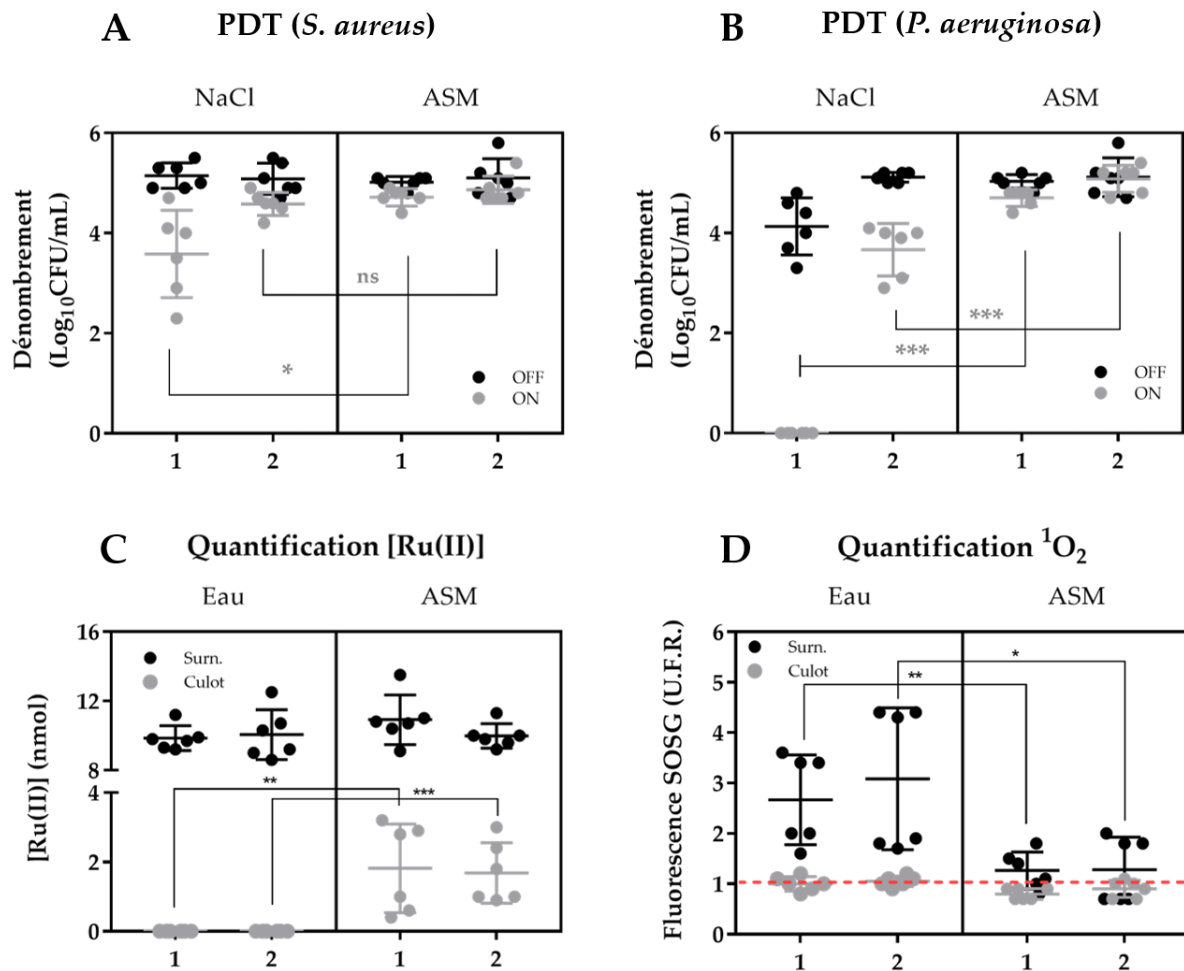 A PDT (S. aureus)
NaCl ASM
Dénombrement
(Log₁₀CFU/mL)
6
4
2
0
ns
*
OFF
ON
1 2 1 2
B PDT (P. aeruginosa)
NaCl ASM
Dénombrement
(Log₁₀CFU/mL)
6
4
2
0
***
***
OFF
ON
1 2 1 2
C Quantification [Ru(II)]
Eau ASM
[Ru(II)] (nmol)
16
12
8
4
2
0
Surn.
Culot
**
***
1 2 1 2
D Quantification ¹O₂
Eau ASM
Fluorescence SOSG (U.F.R.)
6
5
4
3
2
1
0
Surn.
Culot
*
**
1 2 1 2